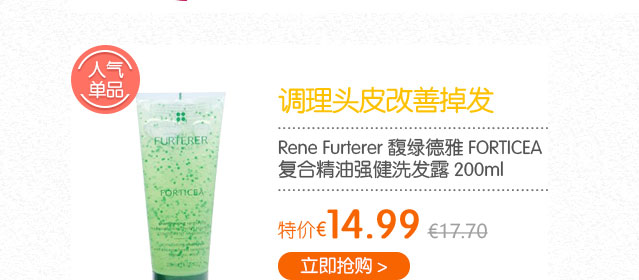 人气
单品
调理头皮改善掉发
RENE
FURTERER
FORTICEA
Rene Furterer 馥绿德雅 FORTICEA
复合精油强健洗发露 200ml
特价€14.99 €17.70
立即抢购 >